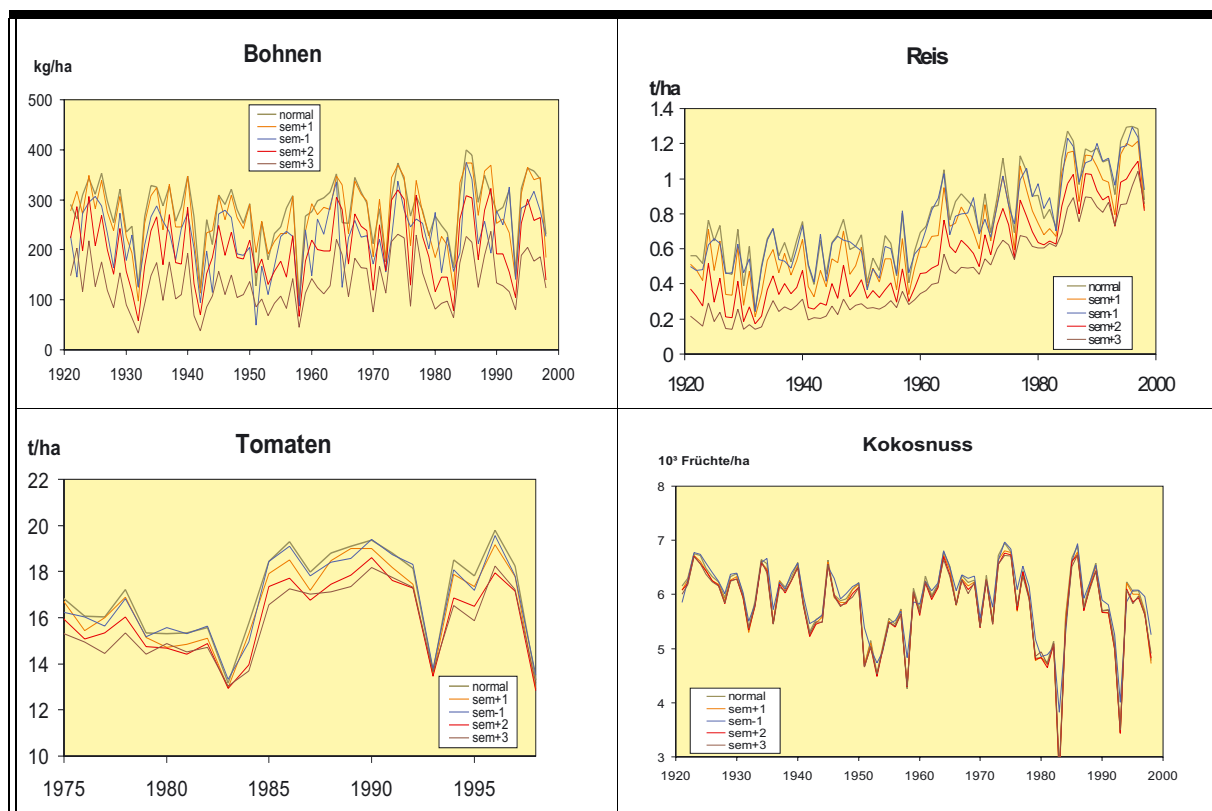 Bohnen
kg/ha
500
400
300
200
100
0
normal
sem+1
sem-1
sem+2
sem+3
1920 1930 1940 1950 1960 1970 1980 1990 2000
Reis
t/ha
1.4
1.2
1
0.8
0.6
0.4
0.2
0
normal
sem+1
sem-1
sem+2
sem+3
1920 1940 1960 1980 2000
Tomaten
t/ha
22
20
18
16
14
12
10
normal
sem+1
sem-1
sem+2
sem+3
1975 1980 1985 1990 1995
Kokosnuss
10³ Früchte/ha
8
7
6
5
4
3
normal
sem+1
sem-1
sem+2
sem+3
1920 1930 1940 1950 1960 1970 1980 1990 2000